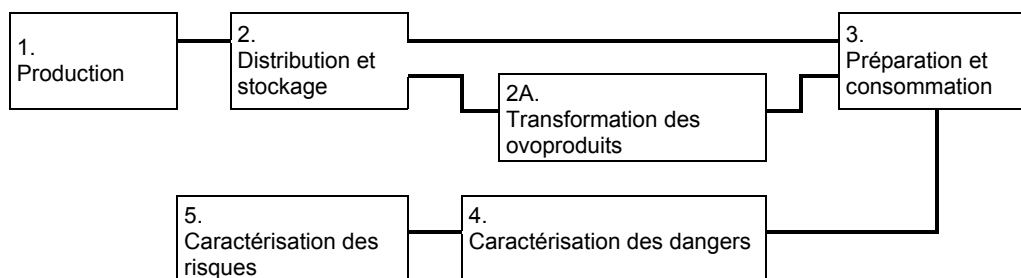 1.
Production
2.
Distribution et
stockage
3.
Préparation et
consommation
2A.
Transformation des
ovoproduits
5.
Caractérisation des
risques
4.
Caractérisation des dangers